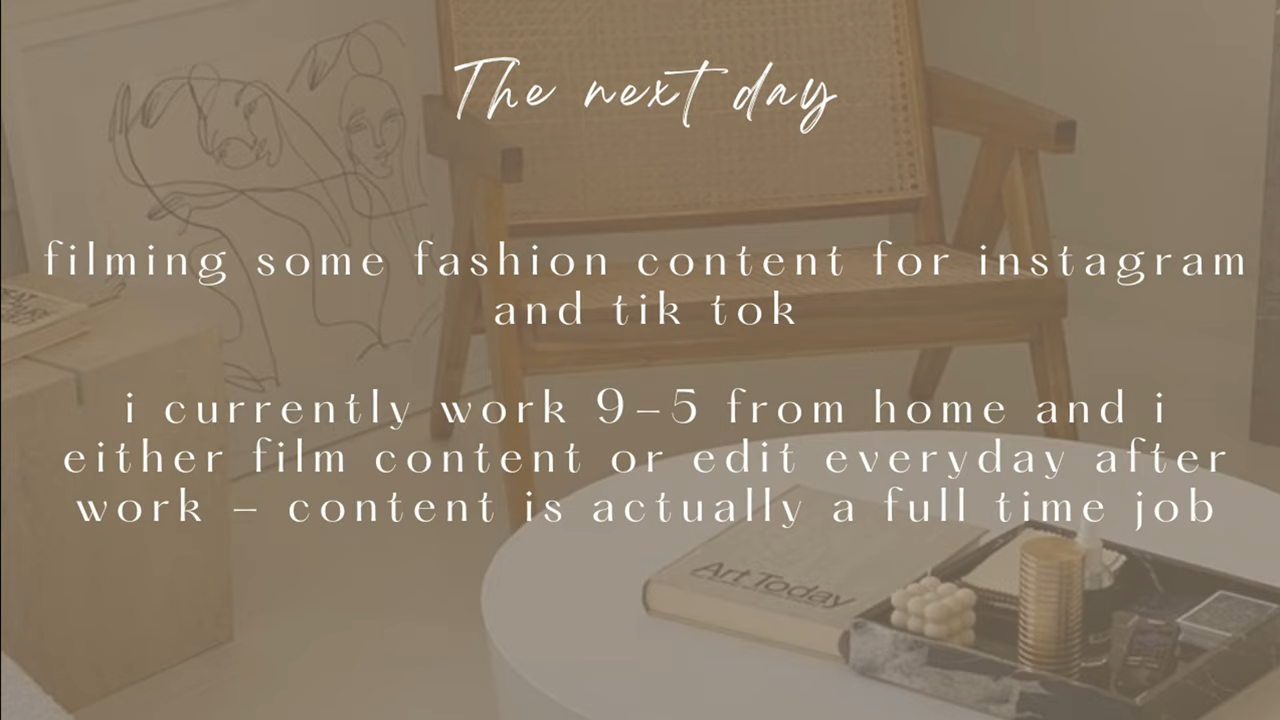 The next day
filming some fashion content for instagram
and tik tok
i currently work 9-5 from home and i
either film content or edit everyday after
work - content is actually a full time job
Art Today